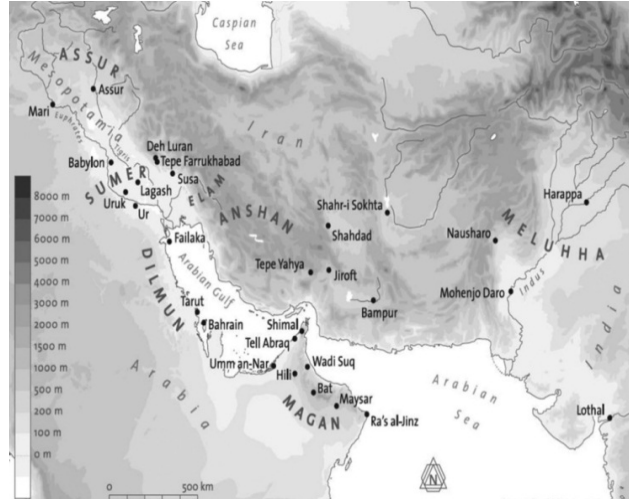 Caspian
Sea
ASSUR
Mesopotamia
Assur
Mari
Euphrates
Tigris
Iran
Deh Luran
Tepe Farrukhabad
Babylon
Susa
SUMER
Lagash
ELAM
Uruk
Ur
ANSHAN
Shahr-i Sokhta
Harappa
MELUHHA
Shahdad
Nausharo
Failaka
Arabian Gulf
DILMUN
Tepe Yahya
Jiroft
Mohenjo Daro
Indus
Bampur
India
Tarut
Bahrain
Shimal
Tell Abraq
Umm an-Nar
Wadi Suq
Hili
Bat
Maysar
MAGAN
Ra's al-Jinz
Arabia
Arabian
Sea
Lothal
8000 m
7000 m
6000 m
5000 m
4000 m
3000 m
2000 m
1500 m
1000 m
500 m
200 m
100 m
0 m
0
500 km
N